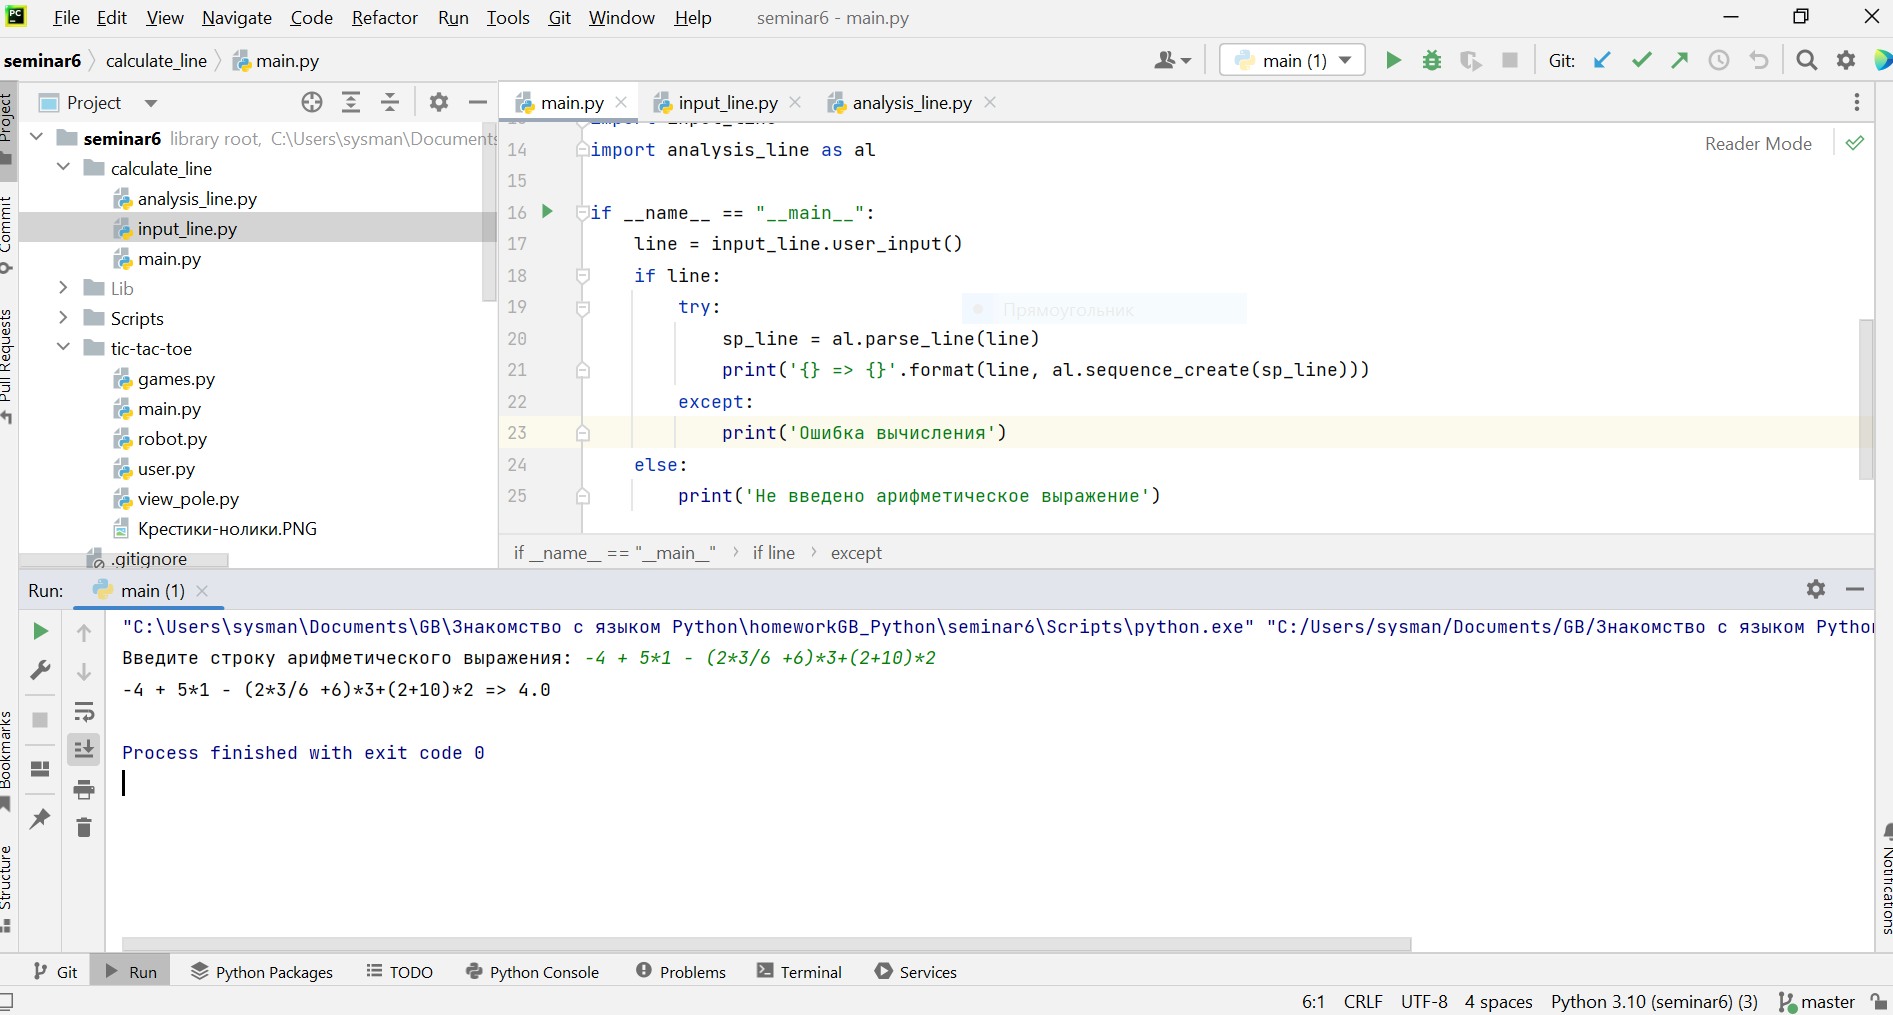 File Edit View Navigate Code Refactor Run Tools Git Window Help seminar6 - main.py
seminar6 calculate_line main.py main (1) Git:
Project main.py input_line.py analysis_line.py
seminar6 library root, C:\Users\sysman\Documents
calculate_line
analysis_line.py
input_line.py
main.py
Lib
Scripts
tic-tac-toe
games.py
main.py
robot.py
user.py
view_pole.py
Крестики-нолики.PNG
.gitignore
Reader Mode
14 import analysis_line as al
15
16 if __name__ == "__main__":
17 line = input_line.user_input()
18 if line:
19 try:
Прямоугольник
20 sp_line = al.parse_line(line)
21 print('{} => {}'.format(line, al.sequence_create(sp_line)))
22 except:
23 print('Ошибка вычисления')
24 else:
25 print('Не введено арифметическое выражение')
if __name__ == "__main__" if line except
Project
Commit
Pull Requests
Bookmarks
Structure
Notifications
Run: main (1)
"C:\Users\sysman\Documents\GB\Знакомство с языком Python\homeworkGB_Python\seminar6\Scripts\python.exe" "C:/Users/sysman/Documents/GB/Знакомство с языком Pytho
Введите строку арифметического выражения: -4 + 5*1 - (2*3/6 +6)*3+(2+10)*2
-4 + 5*1 - (2*3/6 +6)*3+(2+10)*2 => 4.0
Process finished with exit code 0
Git Run Python Packages TODO Python Console Problems Terminal Services
6:1 CRLF UTF-8 4 spaces Python 3.10 (seminar6) (3) master